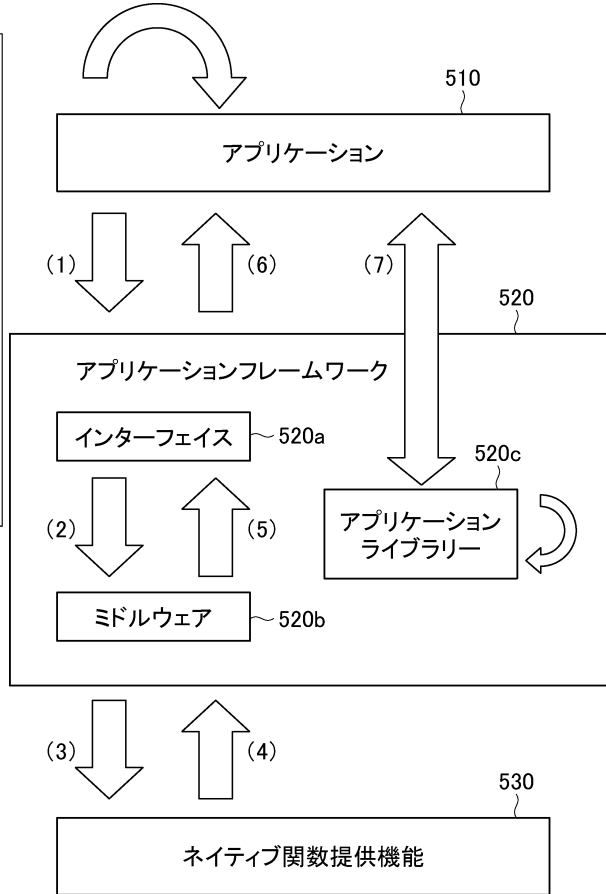 510
アプリケーション
(1)
(6)
(7)
520
アプリケーションフレームワーク
インターフェイス
520a
520c
(2)
(5)
アプリケーション
ライブラリー
ミドルウェア
520b
(3)
(4)
530
ネイティブ関数提供機能